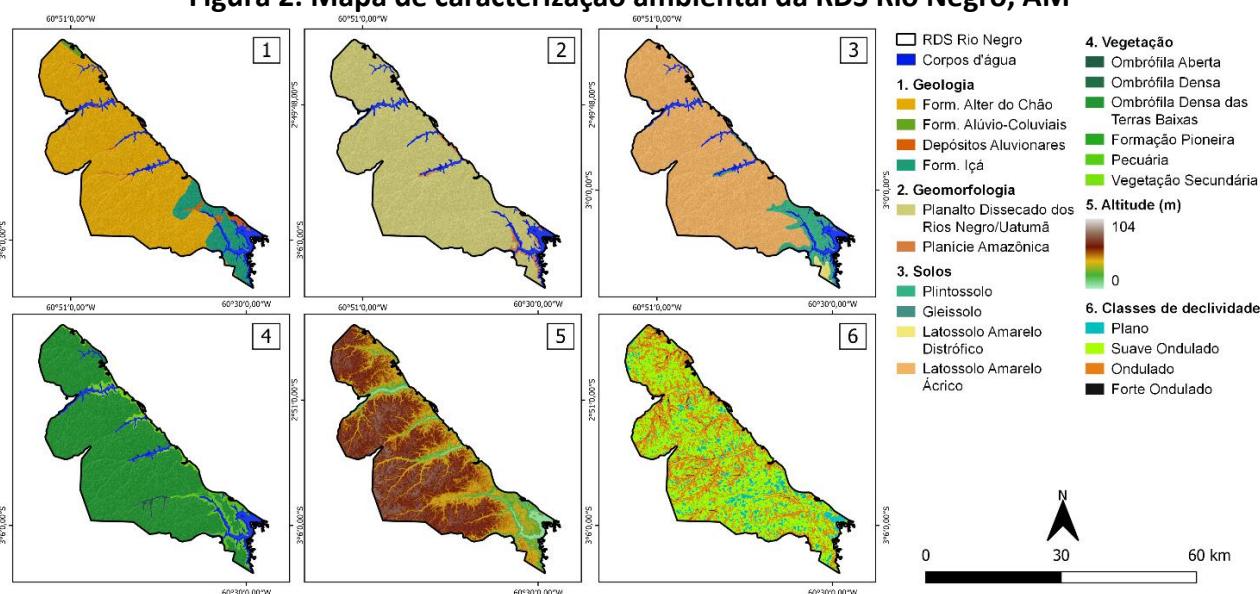 Figura 2: Mapa de caracterização ambiental da RDS Rio Negro, AM
60°51'0,00"W
60°51'0,00"W
60°51'0,00"W
1
2
3
2°49'48,00"S
2°49'48,00"S
3°0'0,00"S
3°6'0,00"S
3°6'0,00"S
60°51'0,00"W
60°30'0,00"W
60°51'0,00"W
60°30'0,00"W
60°51'0,00"W
60°30'0,00"W
4
5
6
2°51'0,00"S
2°51'0,00"S
3°6'0,00"S
3°6'0,00"S
3°6'0,00"S
60°30'0,00"W
60°30'0,00"W
60°30'0,00"W
RDS Rio Negro
Corpos d'água
1. Geologia
Form. Alter do Chão
Form. Alúvio-Coluviais
Depósitos Aluvionares
Form. Içá
2. Geomorfologia
Planalto Dissecado dos
Rios Negro/Uatumã
Planície Amazônica
3. Solos
Plintossolo
Gleissolo
Latossolo Amarelo
Distrófico
Latossolo Amarelo
Ácrico
4. Vegetação
Ombrófila Aberta
Ombrófila Densa
Ombrófila Densa das
Terras Baixas
Formação Pioneira
Pecuária
Vegetação Secundária
5. Altitude (m)
104
0
6. Classes de declividade
Plano
Suave Ondulado
Ondulado
Forte Ondulado
N
0 30 60 km